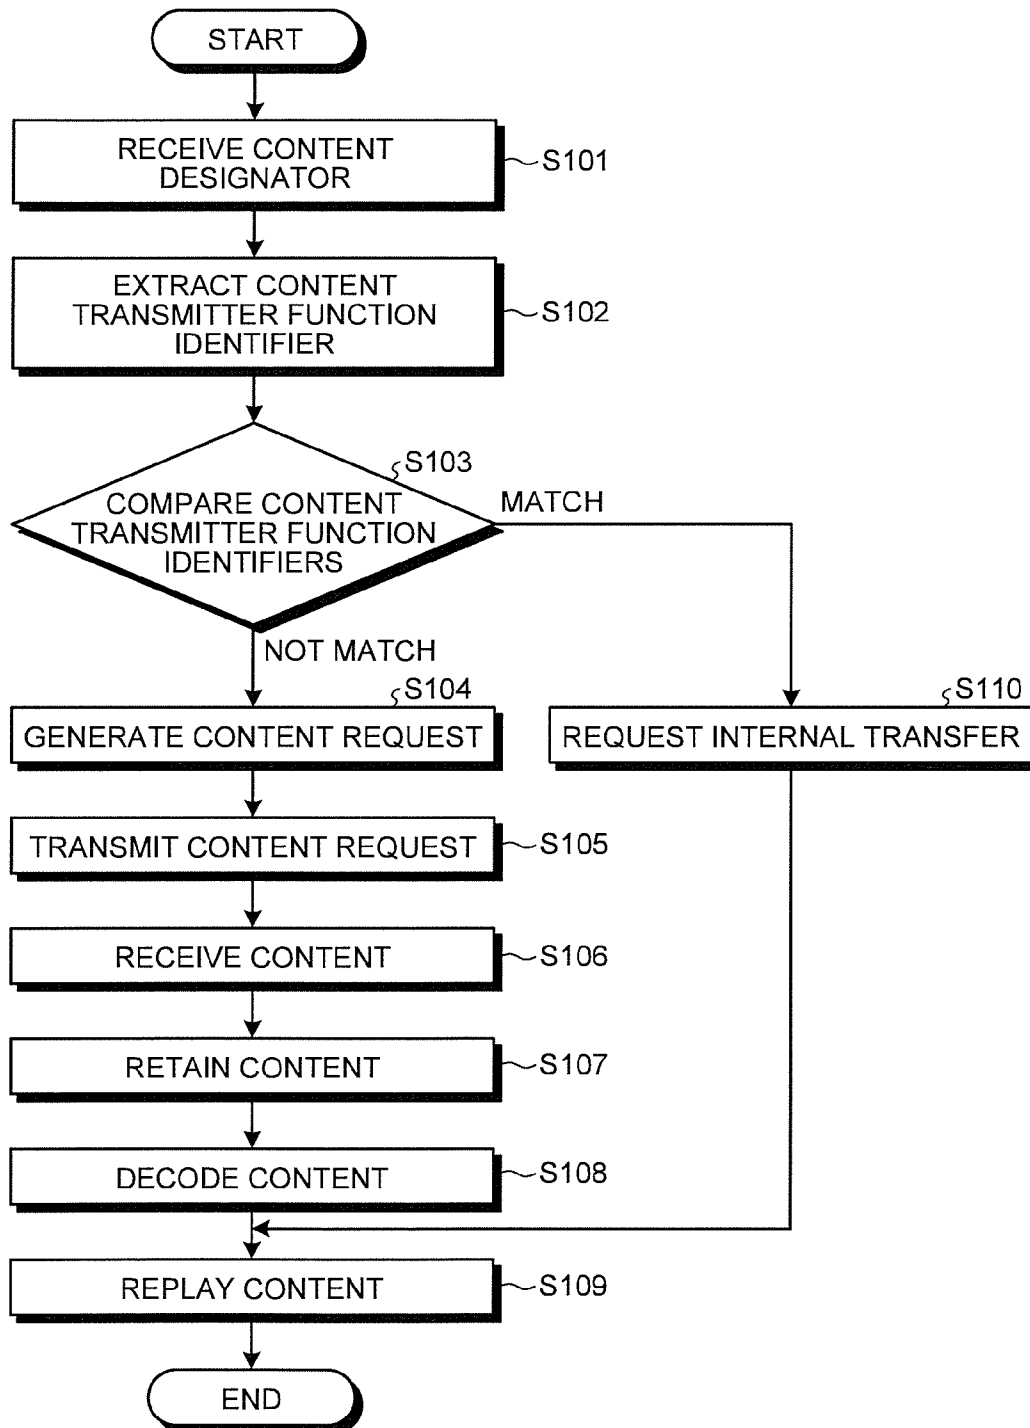 START
RECEIVE CONTENT
DESIGNATOR
S101
EXTRACT CONTENT
TRANSMITTER FUNCTION
IDENTIFIER
S102
S103
COMPARE CONTENT
TRANSMITTER FUNCTION
IDENTIFIERS
MATCH
NOT MATCH
S104
GENERATE CONTENT REQUEST
S110
REQUEST INTERNAL TRANSFER
TRANSMIT CONTENT REQUEST
S105
RECEIVE CONTENT
S106
RETAIN CONTENT
S107
DECODE CONTENT
S108
REPLAY CONTENT
S109
END